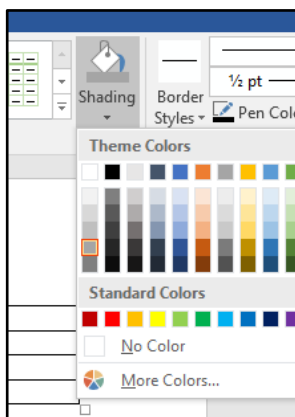 Shading
Border
Styles
½ pt
Pen Colo
Theme Colors
Standard Colors
No Color
More Colors...